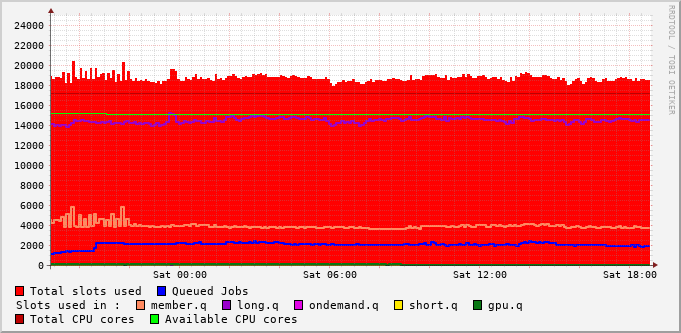 RRDTOOL / TOBI OETIKER
24000
22000
20000
18000
16000
14000
12000
10000
8000
6000
4000
2000
0
Sat 00:00 Sat 06:00 Sat 12:00 Sat 18:00
Total slots used Queued Jobs
Slots used in : member.q long.q ondemand.q short.q gpu.q
Total CPU cores Available CPU cores